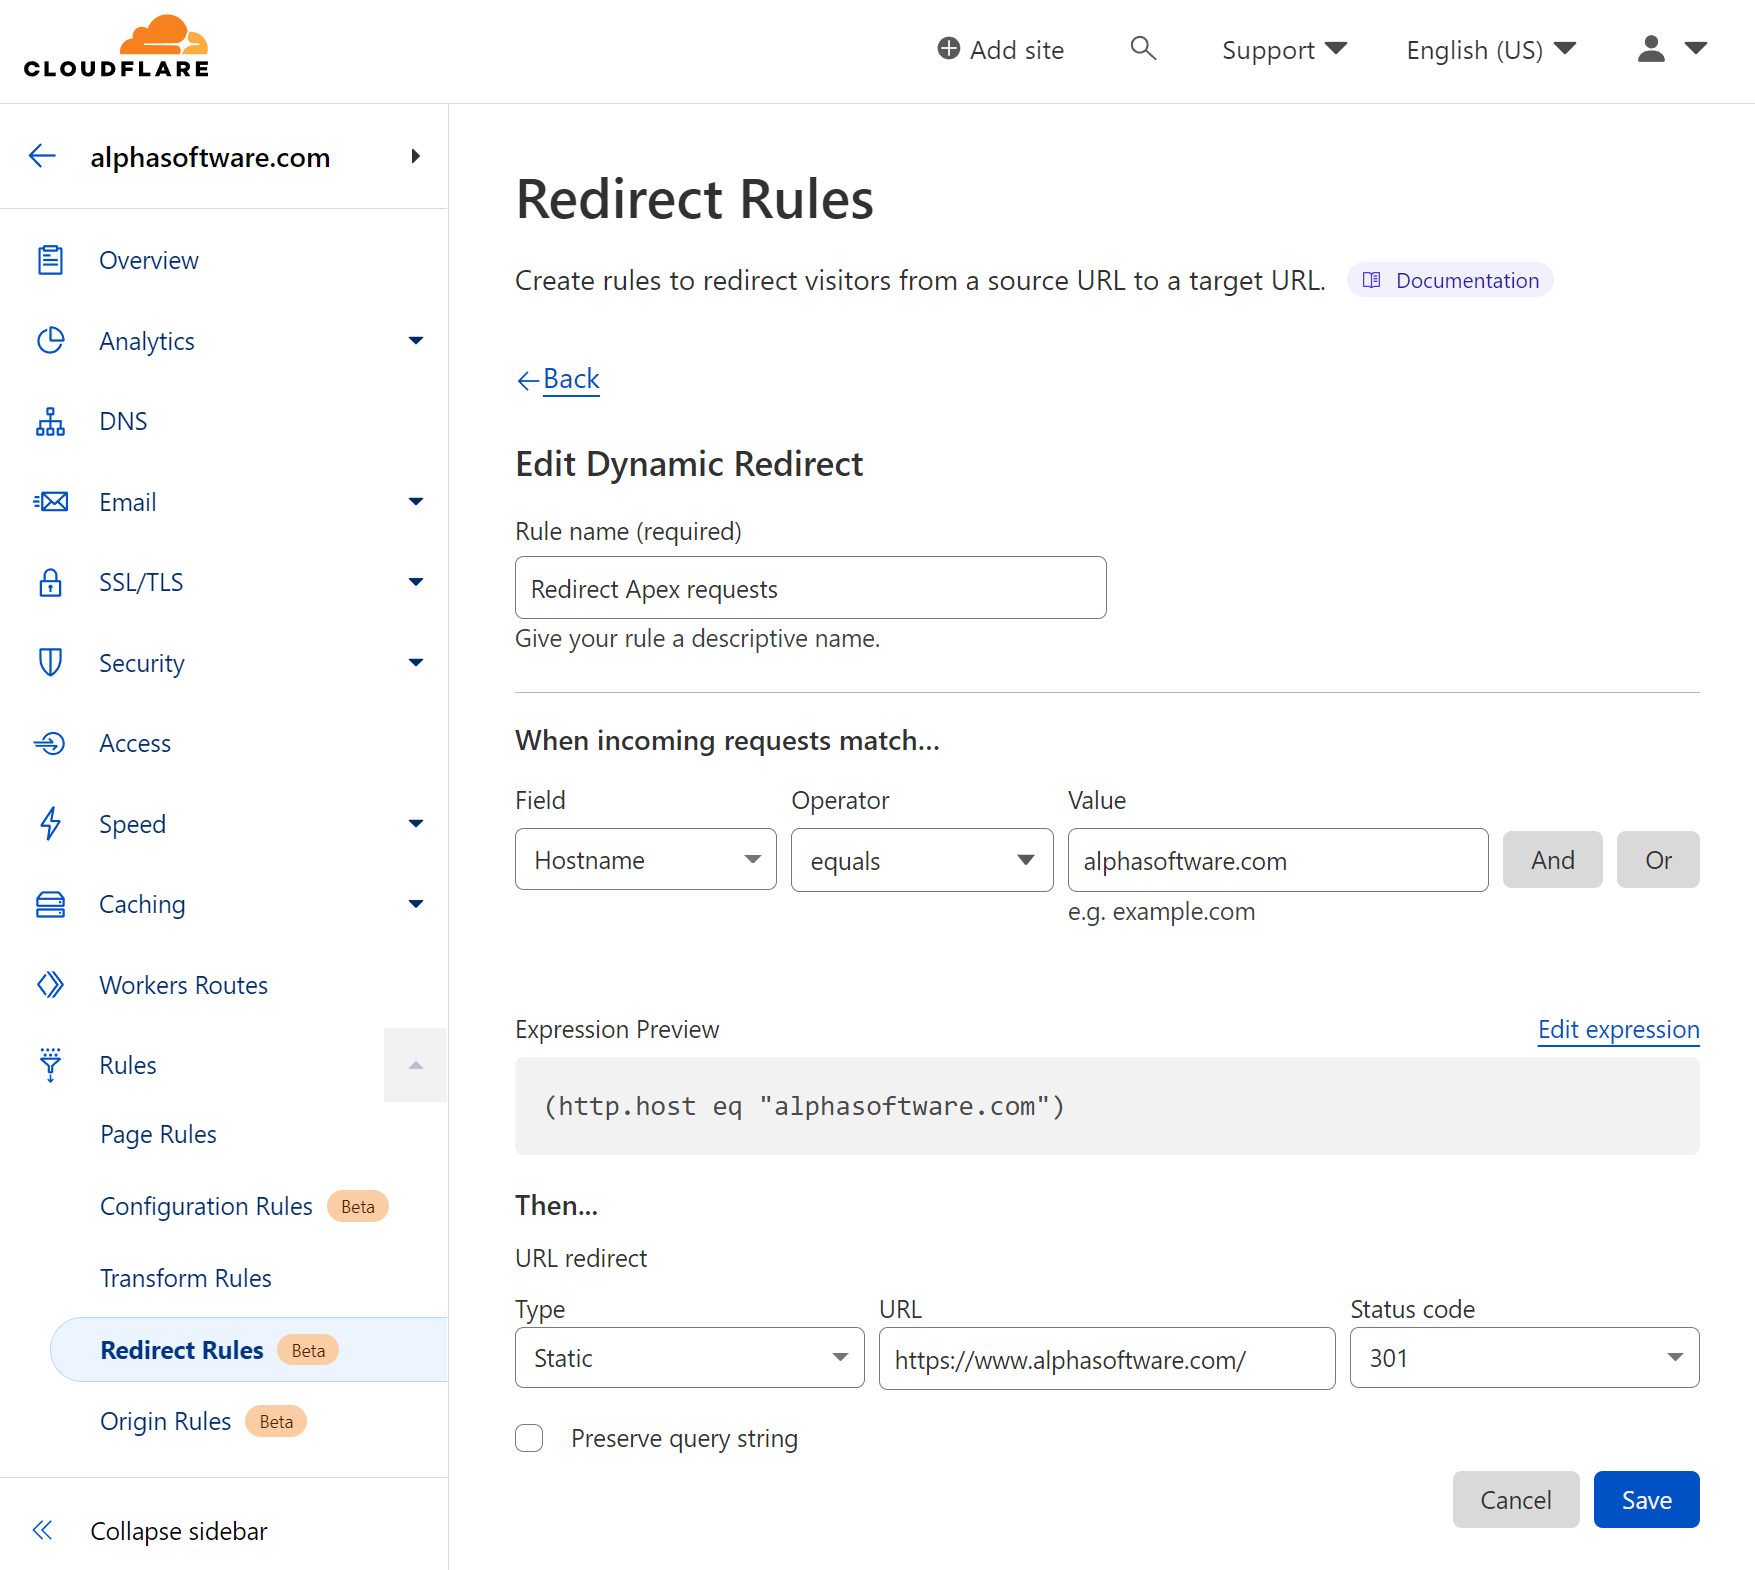 CLOUDFLARE
Add site
Support
English (US)
alphasoftware.com
Overview
Analytics
DNS
Email
SSL/TLS
Security
Access
Speed
Caching
Workers Routes
Rules
Page Rules
Configuration Rules Beta
Transform Rules
Redirect Rules Beta
Origin Rules Beta
Collapse sidebar
Redirect Rules
Create rules to redirect visitors from a source URL to a target URL. Documentation
Back
Edit Dynamic Redirect
Rule name (required)
Redirect Apex requests
Give your rule a descriptive name.
When incoming requests match...
Field Operator Value
Hostname equals alphasoftware.com And Or
e.g. example.com
Expression Preview Edit expression
(http.host eq "alphasoftware.com")
Then...
URL redirect
Type URL Status code
Static https://www.alphasoftware.com/ 301
Preserve query string
Cancel Save